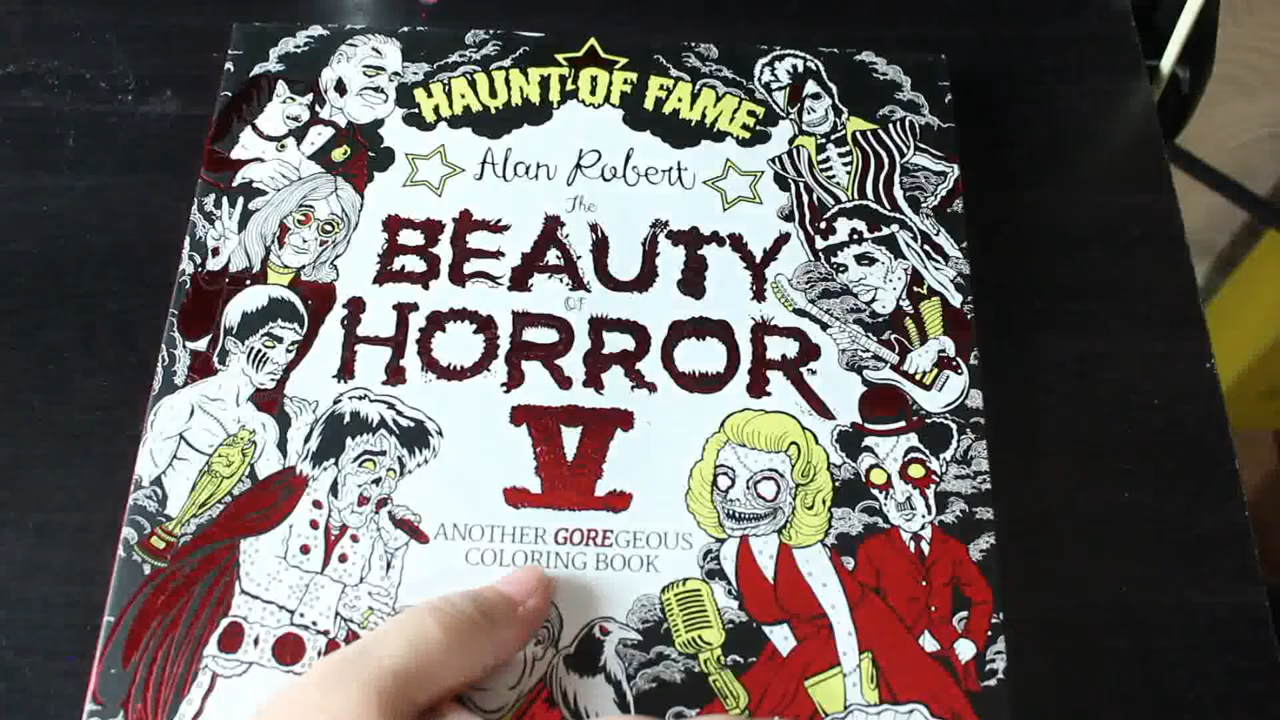 HAUNT OF FAME
Alan Robert
The
BEAUTY
OF
HORROR
V
ANOTHER GOREGEOUS
COLORING BOOK